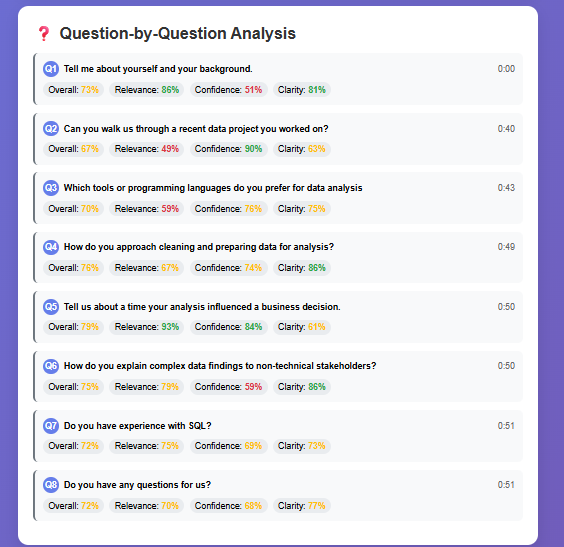 Question-by-Question Analysis
Q1 Tell me about yourself and your background. 0:00
Overall: 73% Relevance: 86% Confidence: 51% Clarity: 81%
Q2 Can you walk us through a recent data project you worked on? 0:40
Overall: 67% Relevance: 49% Confidence: 90% Clarity: 63%
Q3 Which tools or programming languages do you prefer for data analysis 0:43
Overall: 70% Relevance: 59% Confidence: 76% Clarity: 75%
Q4 How do you approach cleaning and preparing data for analysis? 0:49
Overall: 76% Relevance: 67% Confidence: 74% Clarity: 86%
Q5 Tell us about a time your analysis influenced a business decision. 0:50
Overall: 79% Relevance: 93% Confidence: 84% Clarity: 61%
Q6 How do you explain complex data findings to non-technical stakeholders? 0:50
Overall: 75% Relevance: 79% Confidence: 59% Clarity: 86%
Q7 Do you have experience with SQL? 0:51
Overall: 72% Relevance: 75% Confidence: 69% Clarity: 73%
Q8 Do you have any questions for us? 0:51
Overall: 72% Relevance: 70% Confidence: 68% Clarity: 77%